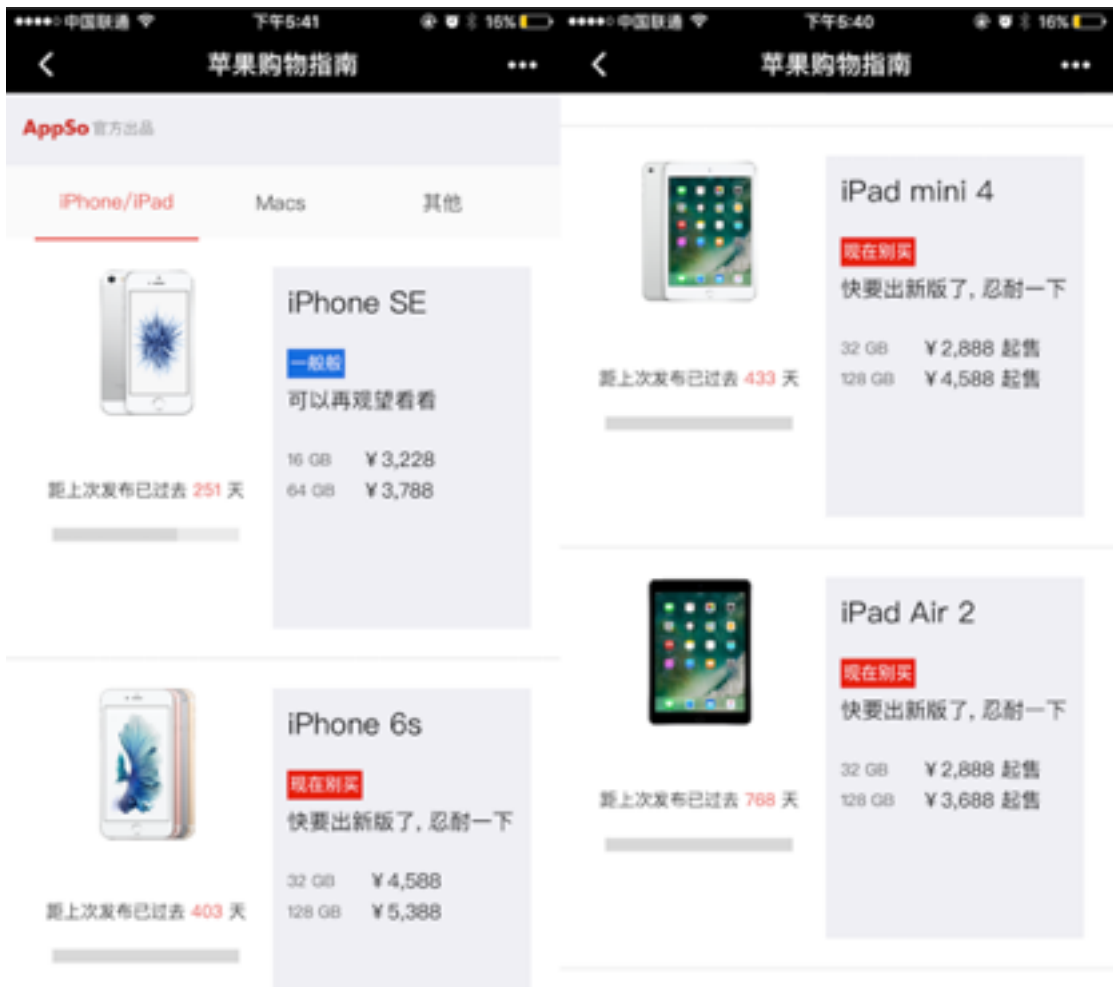 中国联通 下午5:41 16%
苹果购物指南
AppSo 官方出品
iPhone/iPad Macs 其他
iPhone SE
一般般
可以再观望看看
16 GB ¥3,228
64 GB ¥3,788
距上次发布已过去 251 天
iPhone 6s
现在别买
快要出新版了, 忍耐一下
32 GB ¥4,588
128 GB ¥5,388
距上次发布已过去 403 天
中国联通 下午5:40 16%
苹果购物指南
iPad mini 4
现在别买
快要出新版了, 忍耐一下
32 GB ¥2,888 起售
128 GB ¥4,588 起售
距上次发布已过去 433 天
iPad Air 2
现在别买
快要出新版了, 忍耐一下
32 GB ¥2,888 起售
128 GB ¥3,688 起售
距上次发布已过去 768 天